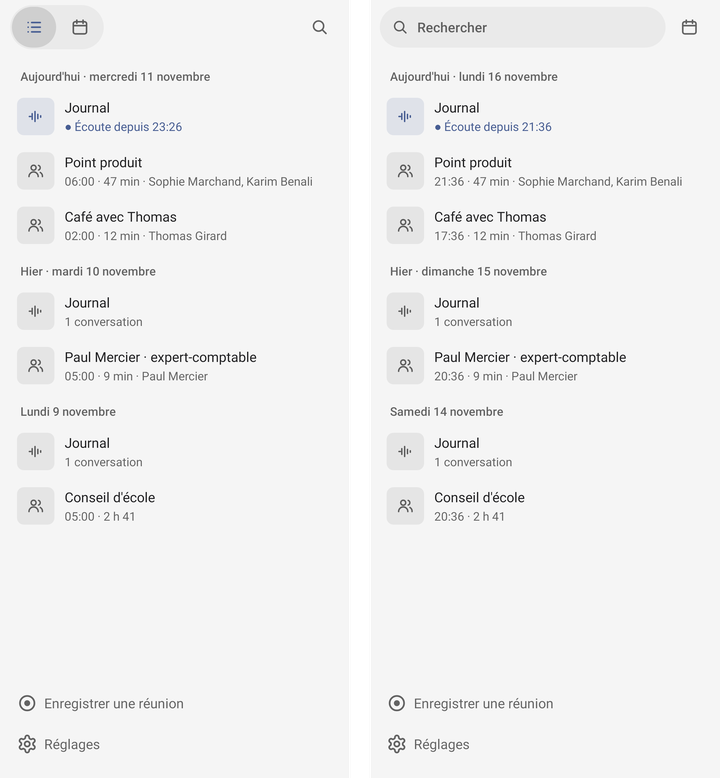 Aujourd'hui · mercredi 11 novembre
Journal
● Écoute depuis 23:26
Point produit
06:00 · 47 min · Sophie Marchand, Karim Benali
Café avec Thomas
02:00 · 12 min · Thomas Girard
Hier · mardi 10 novembre
Journal
1 conversation
Paul Mercier · expert-comptable
05:00 · 9 min · Paul Mercier
Lundi 9 novembre
Journal
1 conversation
Conseil d'école
05:00 · 2 h 41
Enregistrer une réunion
Réglages
Rechercher
Aujourd'hui · lundi 16 novembre
Journal
● Écoute depuis 21:36
Point produit
21:36 · 47 min · Sophie Marchand, Karim Benali
Café avec Thomas
17:36 · 12 min · Thomas Girard
Hier · dimanche 15 novembre
Journal
1 conversation
Paul Mercier · expert-comptable
20:36 · 9 min · Paul Mercier
Samedi 14 novembre
Journal
1 conversation
Conseil d'école
20:36 · 2 h 41
Enregistrer une réunion
Réglages